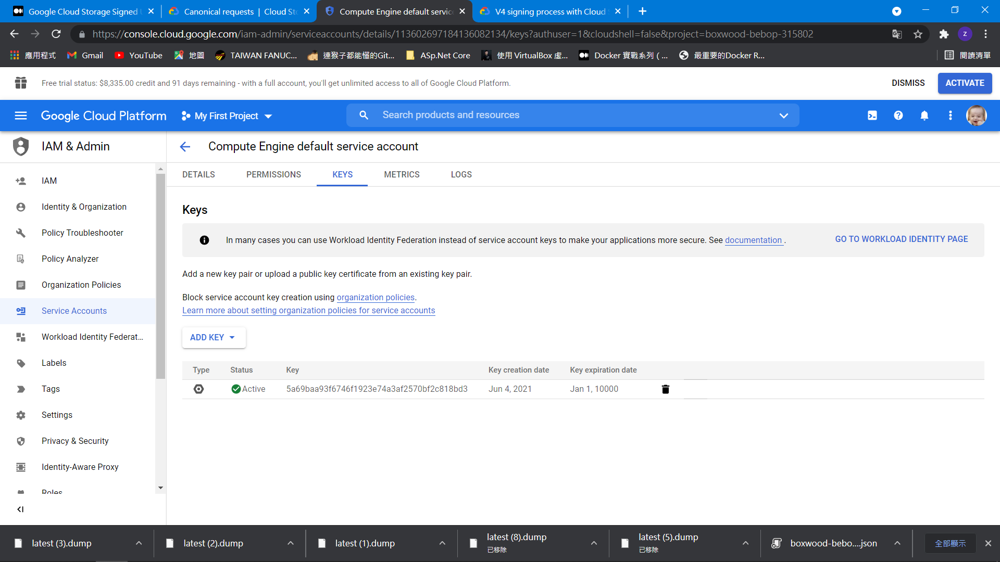 Google Cloud Storage Signed
Canonical requests | Cloud Sto
Compute Engine default service
V4 signing process with Cloud
https://console.cloud.google.com/iam-admin/serviceaccounts/details/113602697184136082134/keys?authuser=1&cloudshell=false&project=boxwood-bebop-315802
z
應用程式
Gmail
YouTube
地圖
TAIWAN FANUC...
連猴子都能懂的Git...
ASp.Net Core
使用 VirtualBox 虛...
Docker 實戰系列 ( ...
最重要的Docker R...
閱讀清單
Free trial status: $8,335.00 credit and 91 days remaining - with a full account, you'll get unlimited access to all of Google Cloud Platform.
DISMISS
ACTIVATE
Google Cloud Platform
My First Project
Search products and resources
IAM & Admin
Compute Engine default service account
DETAILS
PERMISSIONS
KEYS
METRICS
LOGS
IAM
Identity & Organization
Policy Troubleshooter
Policy Analyzer
Organization Policies
Service Accounts
Workload Identity Federat...
Labels
Tags
Settings
Privacy & Security
Identity-Aware Proxy
Roles
Keys
In many cases you can use Workload Identity Federation instead of service account keys to make your applications more secure. See documentation .
GO TO WORKLOAD IDENTITY PAGE
Add a new key pair or upload a public key certificate from an existing key pair.
Block service account key creation using organization policies.
Learn more about setting organization policies for service accounts
ADD KEY
Type Status Key Key creation date Key expiration date
Active 5a69baa93f6746f1923e74a3af2570bf2c818bd3 Jun 4, 2021 Jan 1, 10000
latest (3).dump
latest (2).dump
latest (1).dump
latest (8).dump
已移除
latest (5).dump
已移除
boxwood-bebo....json
全部顯示